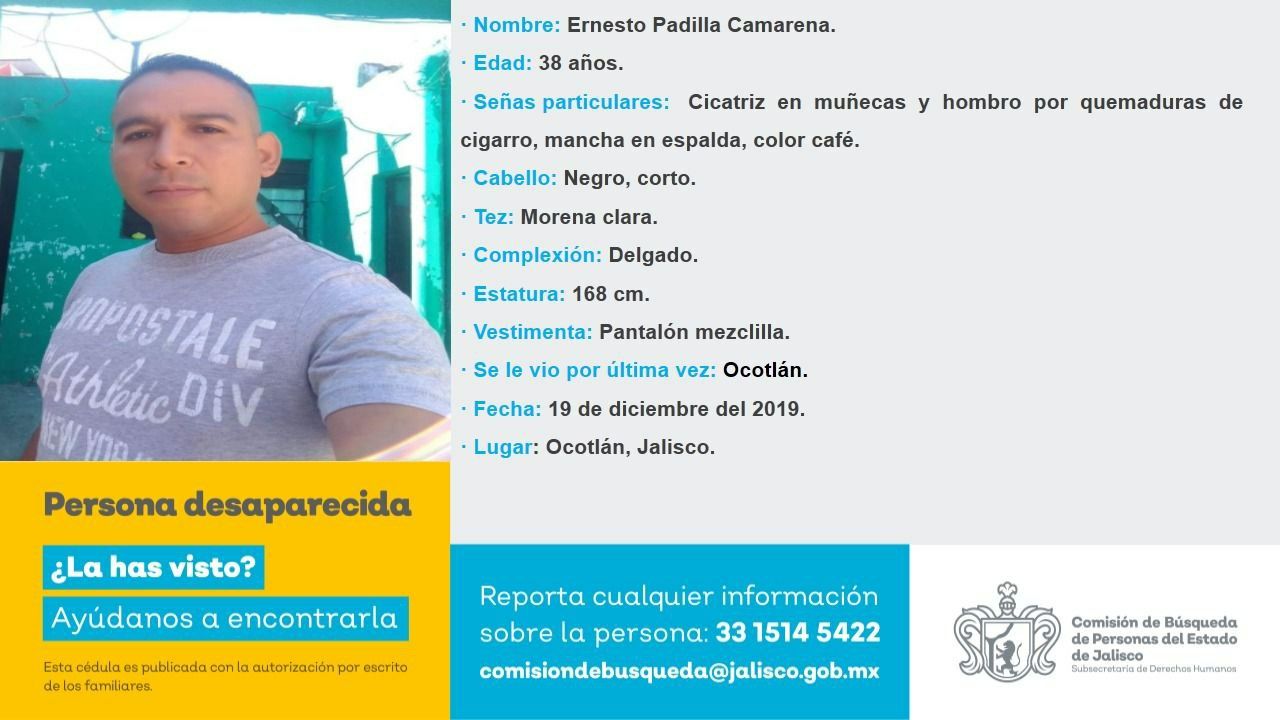 · Nombre: Ernesto Padilla Camarena.
· Edad: 38 años.
· Señas particulares: Cicatriz en muñecas y hombro por quemaduras de
cigarro, mancha en espalda, color café.
· Cabello: Negro, corto.
· Tez: Morena clara.
· Complexión: Delgado.
· Estatura: 168 cm.
· Vestimenta: Pantalón mezclilla.
· Se le vio por última vez: Ocotlán.
· Fecha: 19 de diciembre del 2019.
· Lugar: Ocotlán, Jalisco.
Athletic DIV
Persona desaparecida
¿La has visto?
Ayúdanos a encontrarla
Esta cédula es publicada con la autorización por escrito
de los familiares.
Reporta cualquier información
sobre la persona: 33 1514 5422
comisiondebusqueda@jalisco.gob.mx
Comisión de Búsqueda
de Personas del Estado
de Jalisco
Subsecretaría de Derechos Humanos